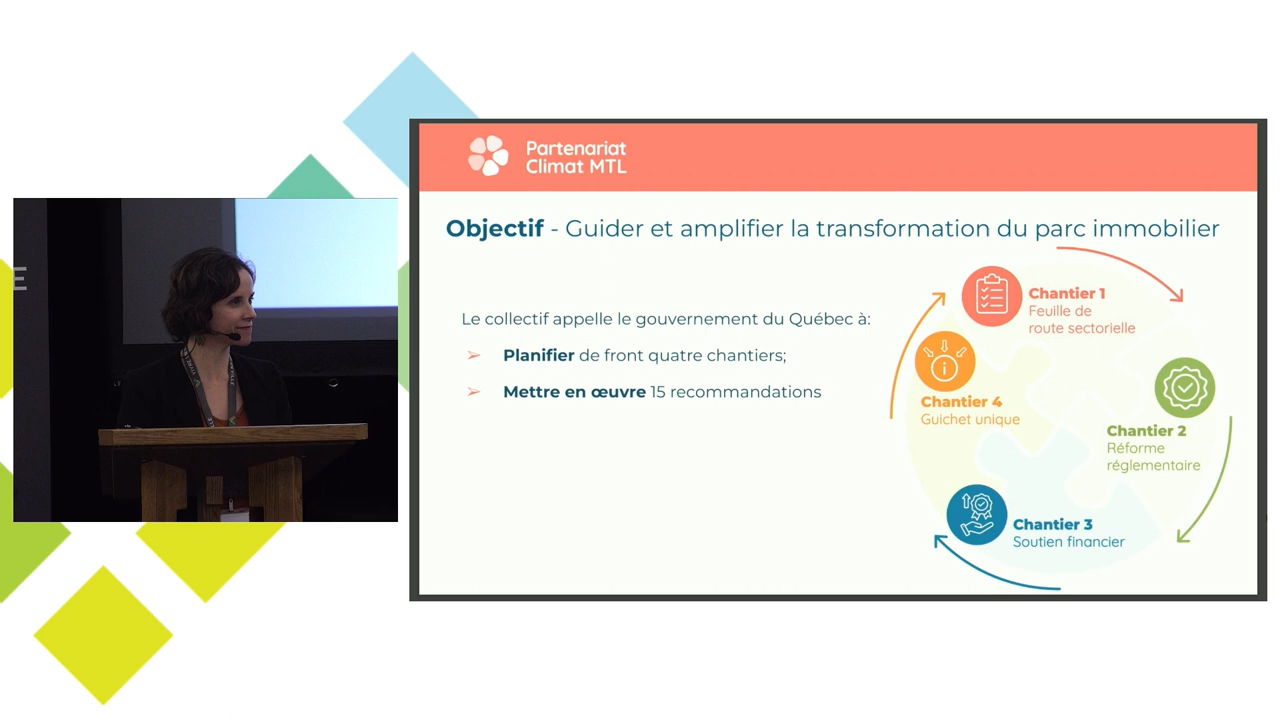 Partenariat
Climat MTL
Objectif - Guider et amplifier la transformation du parc immobilier
Le collectif appelle le gouvernement du Québec à:
➢ Planifier de front quatre chantiers;
➢ Mettre en œuvre 15 recommandations
Chantier 1
Feuille de
route sectorielle
Chantier 2
Réforme
réglementaire
Chantier 3
Soutien financier
Chantier 4
Guichet unique
E